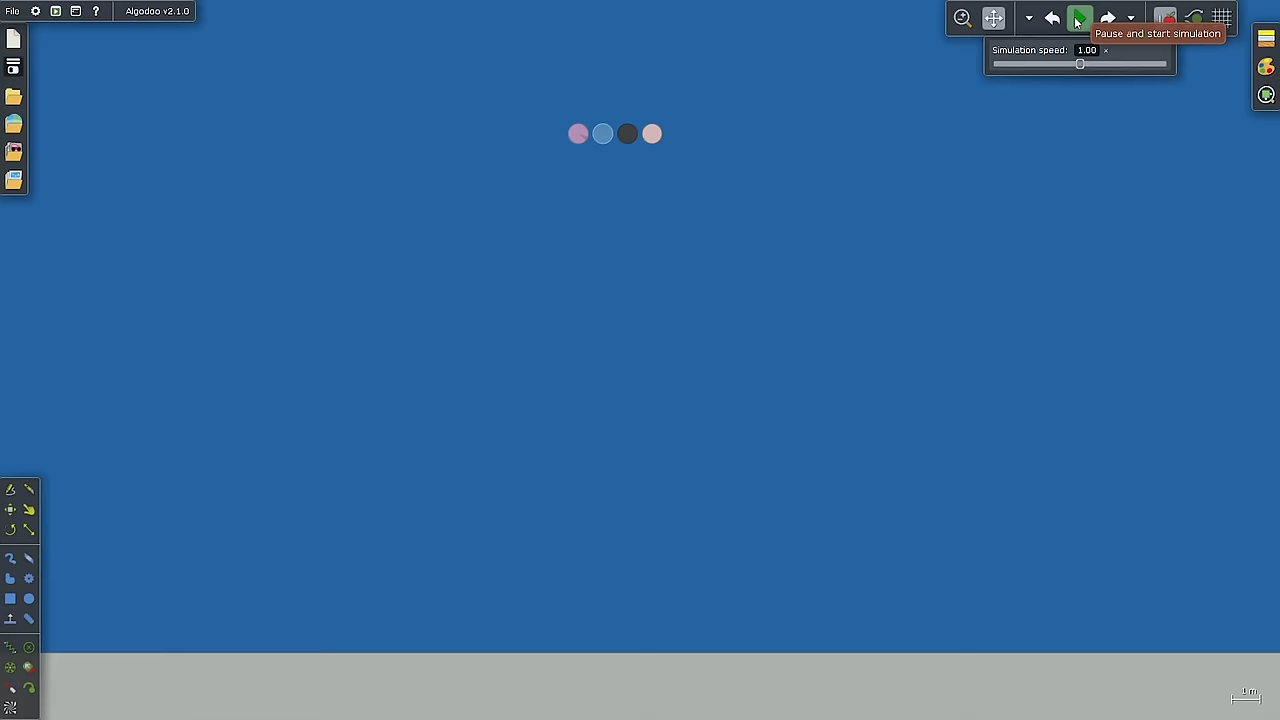 File ? Algodoo v2.1.0
Pause and start simulation
Simulation speed: 1.00 ×
1 m